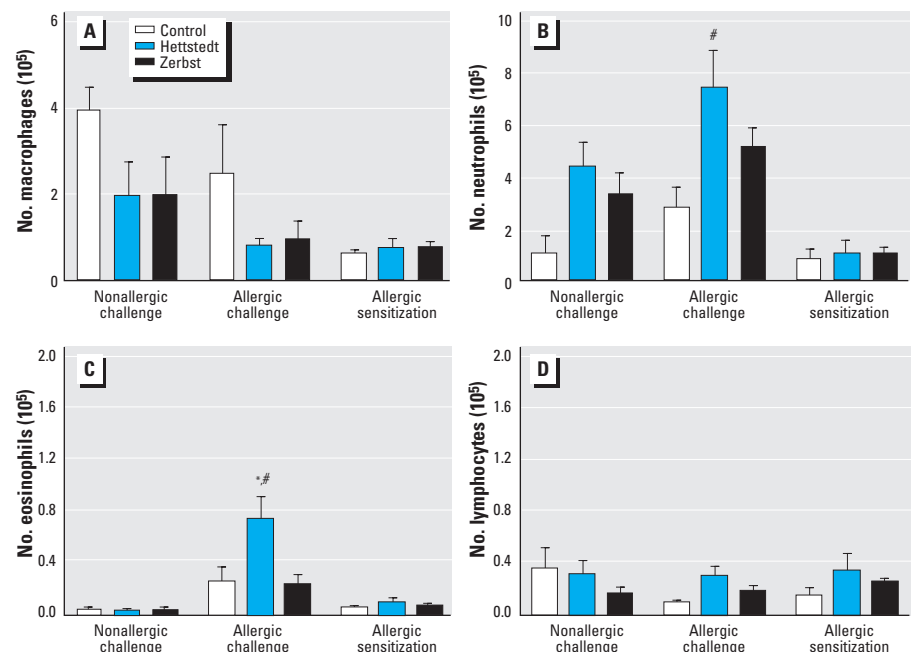 A
Control
Hettstedt
Zerbst
No. macrophages (10⁵)
6
4
2
0
Nonallergic
challenge
Allergic
challenge
Allergic
sensitization
B
No. neutrophils (10⁵)
10
8
6
4
2
0
#
Nonallergic
challenge
Allergic
challenge
Allergic
sensitization
C
No. eosinophils (10⁵)
2.0
1.6
1.2
0.8
0.4
0.0
*,#
Nonallergic
challenge
Allergic
challenge
Allergic
sensitization
D
No. lymphocytes (10⁵)
2.0
1.6
1.2
0.8
0.4
0.0
Nonallergic
challenge
Allergic
challenge
Allergic
sensitization